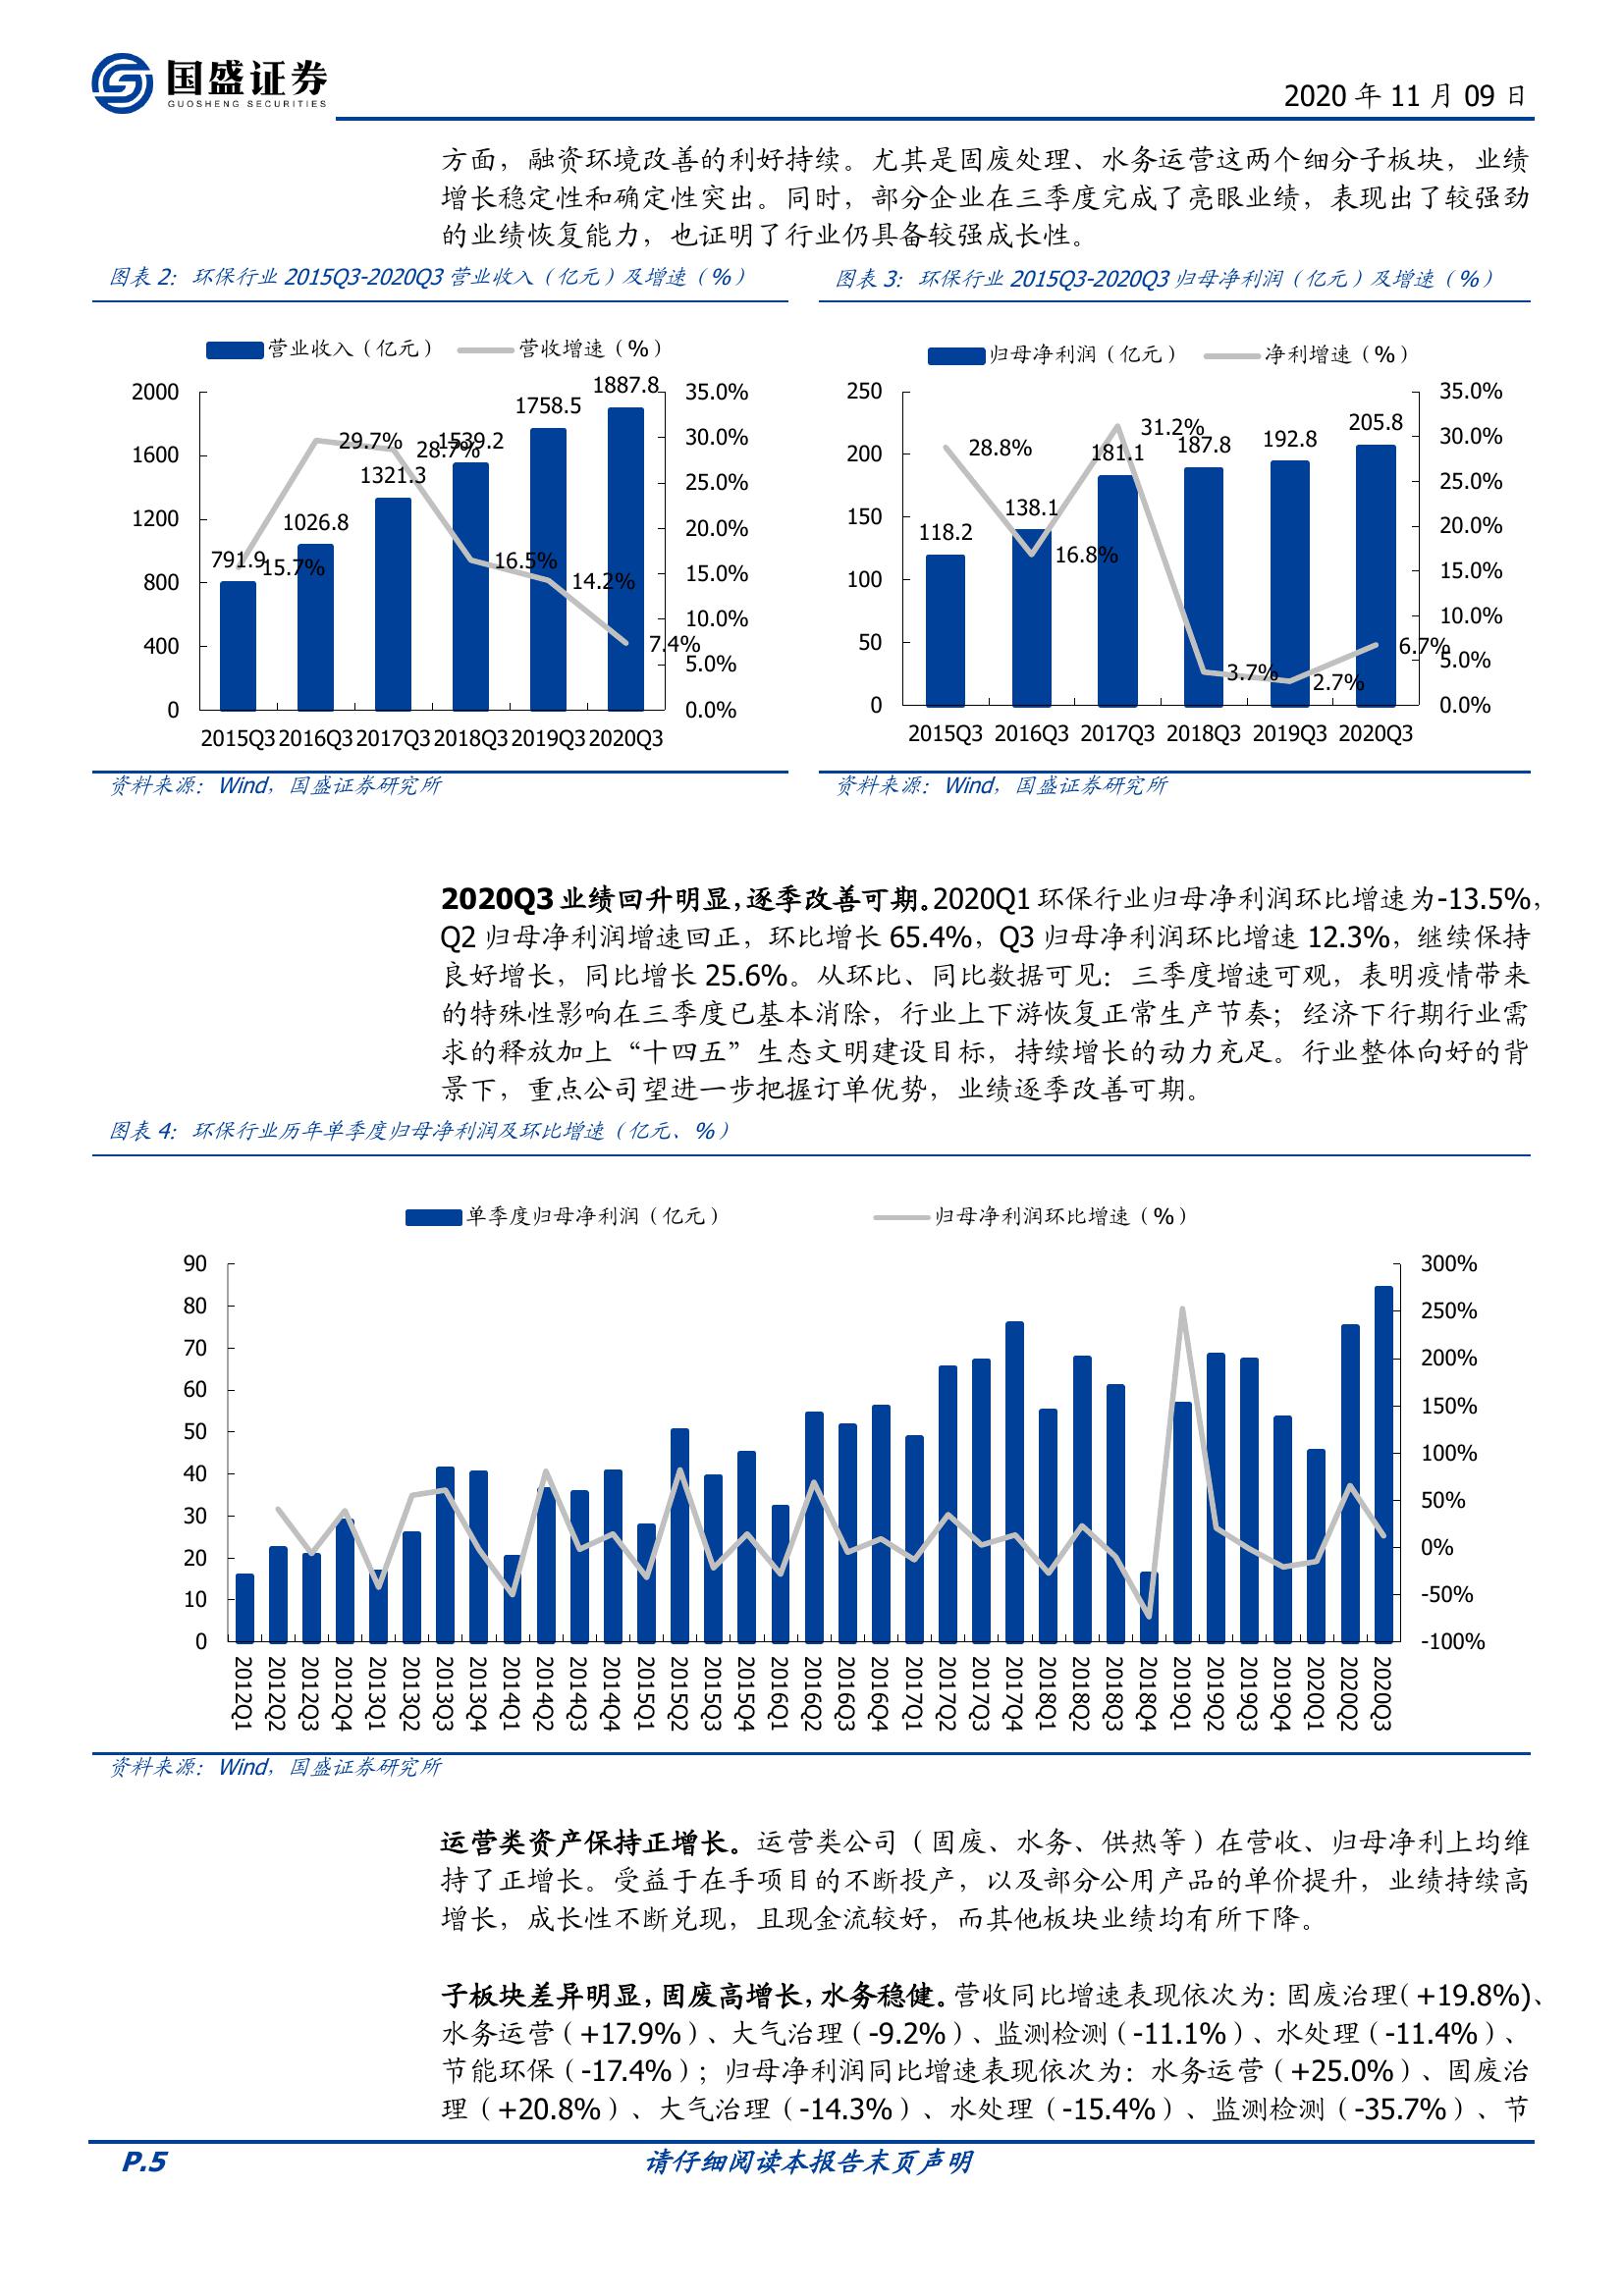 国盛证券
GUOSHENG SECURITIES
2020 年 11 月 09 日
方面，融资环境改善的利好持续。尤其是固废处理、水务运营这两个细分子板块，业绩
增长稳定性和确定性突出。同时，部分企业在三季度完成了亮眼业绩，表现出了较强劲
的业绩恢复能力，也证明了行业仍具备较强成长性。
图表 2：环保行业 2015Q3-2020Q3 营业收入（亿元）及增速（%）
营业收入（亿元） 营收增速（%）
2000
1600
1200
800
400
0
35.0%
30.0%
25.0%
20.0%
15.0%
10.0%
5.0%
0.0%
791.9
1026.8
1321.3
1539.2
1758.5
1887.8
15.7%
29.7%
28.7%
16.5%
14.2%
7.4%
2015Q3 2016Q3 2017Q3 2018Q3 2019Q3 2020Q3
资料来源：Wind，国盛证券研究所
图表 3：环保行业 2015Q3-2020Q3 归母净利润（亿元）及增速（%）
归母净利润（亿元） 净利增速（%）
250
200
150
100
50
0
35.0%
30.0%
25.0%
20.0%
15.0%
10.0%
5.0%
0.0%
118.2
138.1
181.1
187.8
192.8
205.8
28.8%
16.8%
31.2%
3.7%
2.7%
6.7%
2015Q3 2016Q3 2017Q3 2018Q3 2019Q3 2020Q3
资料来源：Wind，国盛证券研究所
2020Q3 业绩回升明显，逐季改善可期。2020Q1 环保行业归母净利润环比增速为-13.5%，
Q2 归母净利润增速回正，环比增长 65.4%，Q3 归母净利润环比增速 12.3%，继续保持
良好增长，同比增长 25.6%。从环比、同比数据可见：三季度增速可观，表明疫情带来
的特殊性影响在三季度已基本消除，行业上下游恢复正常生产节奏；经济下行期行业需
求的释放加上“十四五”生态文明建设目标，持续增长的动力充足。行业整体向好的背
景下，重点公司望进一步把握订单优势，业绩逐季改善可期。
图表 4：环保行业历年单季度归母净利润及环比增速（亿元、%）
单季度归母净利润（亿元） 归母净利润环比增速（%）
90
80
70
60
50
40
30
20
10
0
300%
250%
200%
150%
100%
50%
0%
-50%
-100%
2012Q1 2012Q2 2012Q3 2012Q4 2013Q1 2013Q2 2013Q3 2013Q4 2014Q1 2014Q2 2014Q3 2014Q4 2015Q1 2015Q2 2015Q3 2015Q4 2016Q1 2016Q2 2016Q3 2016Q4 2017Q1 2017Q2 2017Q3 2017Q4 2018Q1 2018Q2 2018Q3 2018Q4 2019Q1 2019Q2 2019Q3 2019Q4 2020Q1 2020Q2 2020Q3
资料来源：Wind，国盛证券研究所
运营类资产保持正增长。运营类公司（固废、水务、供热等）在营收、归母净利上均维
持了正增长。受益于在手项目的不断投产，以及部分公用产品的单价提升，业绩持续高
增长，成长性不断兑现，且现金流较好，而其他板块业绩均有所下降。
子板块差异明显，固废高增长，水务稳健。营收同比增速表现依次为：固废治理（+19.8%）、
水务运营（+17.9%）、大气治理（-9.2%）、监测检测（-11.1%）、水处理（-11.4%）、
节能环保（-17.4%）；归母净利润同比增速表现依次为：水务运营（+25.0%）、固废治
理（+20.8%）、大气治理（-14.3%）、水处理（-15.4%）、监测检测（-35.7%）、节
P.5
请仔细阅读本报告末页声明